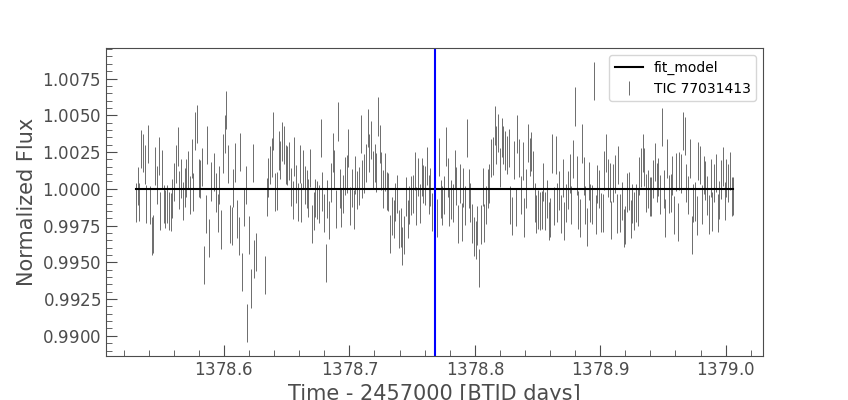 fit_model
TIC 77031413
1.0075
1.0050
1.0025
1.0000
0.9975
0.9950
0.9925
0.9900
Normalized Flux
1378.6 1378.7 1378.8 1378.9 1379.0
Time - 2457000 [BTJD days]